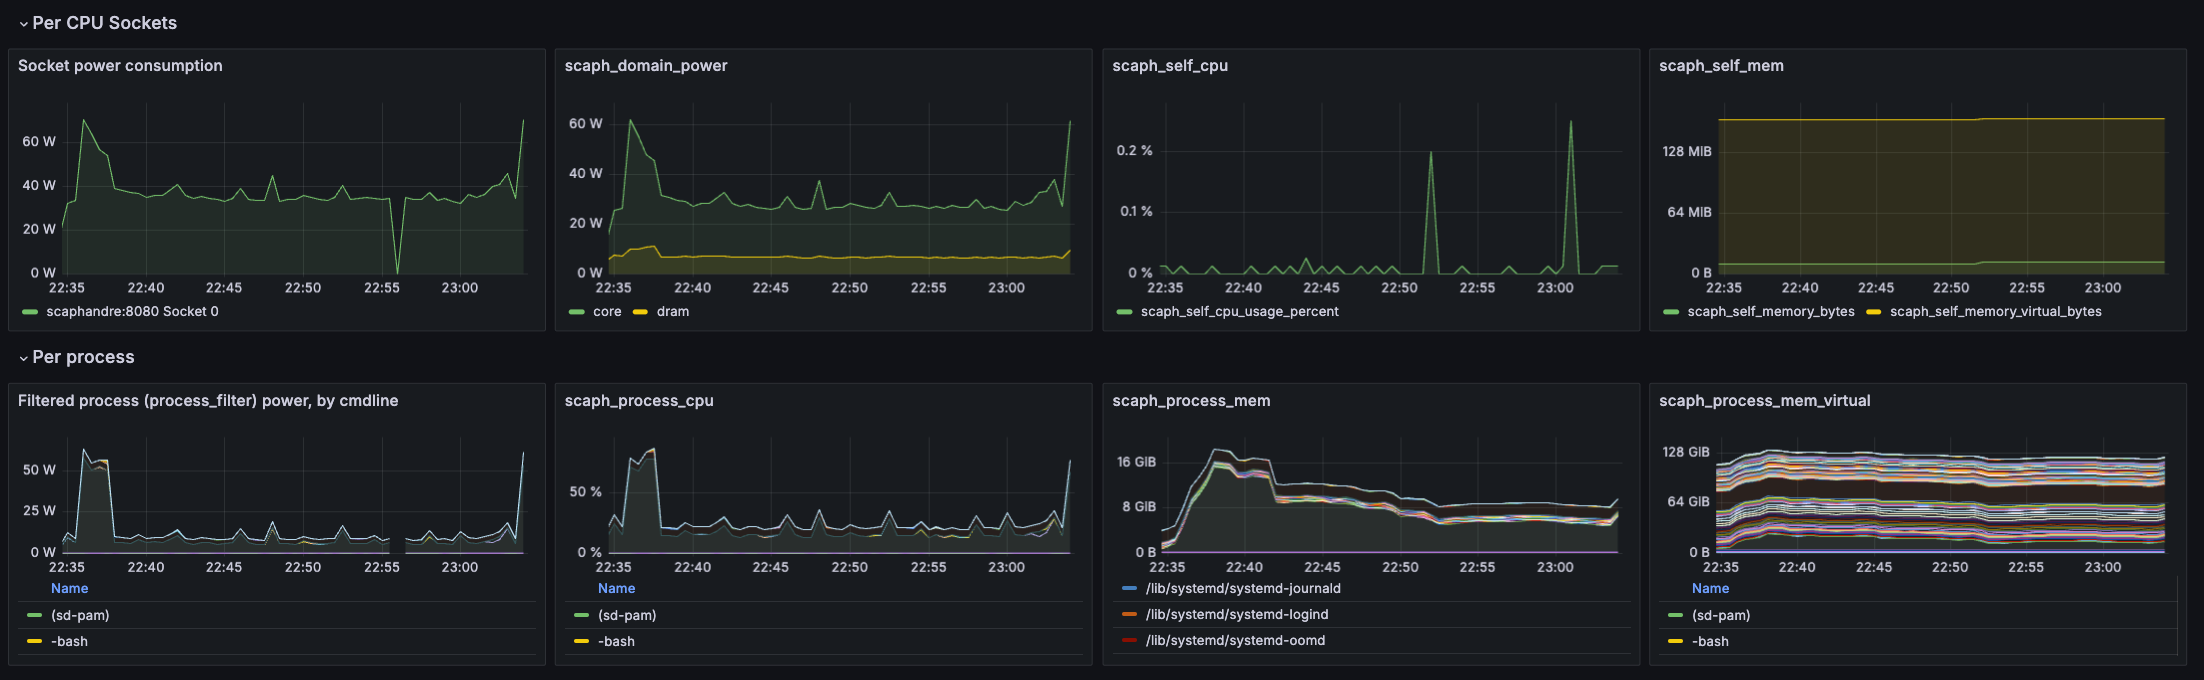 Per CPU Sockets
Socket power consumption
60 W
40 W
20 W
0 W
22:35 22:40 22:45 22:50 22:55 23:00
scaphandre:8080 Socket 0
scaph_domain_power
60 W
40 W
20 W
0 W
22:35 22:40 22:45 22:50 22:55 23:00
core dram
scaph_self_cpu
0.2 %
0.1 %
0 %
22:35 22:40 22:45 22:50 22:55 23:00
scaph_self_cpu_usage_percent
scaph_self_mem
128 MIB
64 MIB
0 B
22:35 22:40 22:45 22:50 22:55 23:00
scaph_self_memory_bytes scaph_self_memory_virtual_bytes
Per process
Filtered process (process_filter) power, by cmdline
50 W
25 W
0 W
22:35 22:40 22:45 22:50 22:55 23:00
Name
(sd-pam)
-bash
scaph_process_cpu
50 %
0 %
22:35 22:40 22:45 22:50 22:55 23:00
Name
(sd-pam)
-bash
scaph_process_mem
16 GIB
8 GIB
0 B
22:35 22:40 22:45 22:50 22:55 23:00
/lib/systemd/systemd-journald
/lib/systemd/systemd-logind
/lib/systemd/systemd-oomd
scaph_process_mem_virtual
128 GIB
64 GIB
0 B
22:35 22:40 22:45 22:50 22:55 23:00
Name
(sd-pam)
-bash